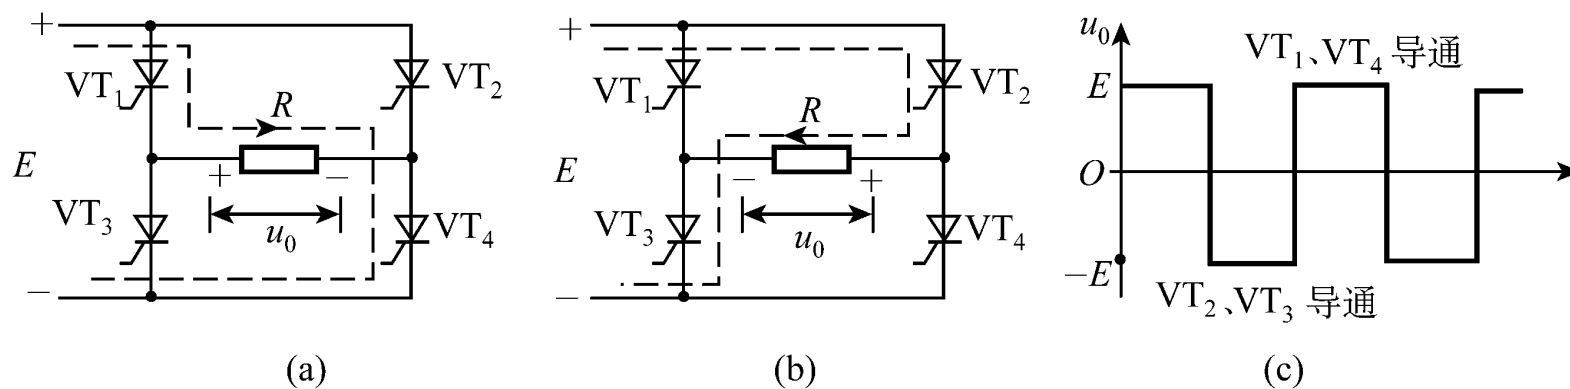 +
VT₁
VT₂
R
E
+ −
VT₃
u₀
VT₄
−
(a)
+
VT₁
VT₂
R
E
− +
VT₃
u₀
VT₄
−
(b)
u₀
VT₁、VT₄ 导通
E
O
−E
VT₂、VT₃ 导通
(c)